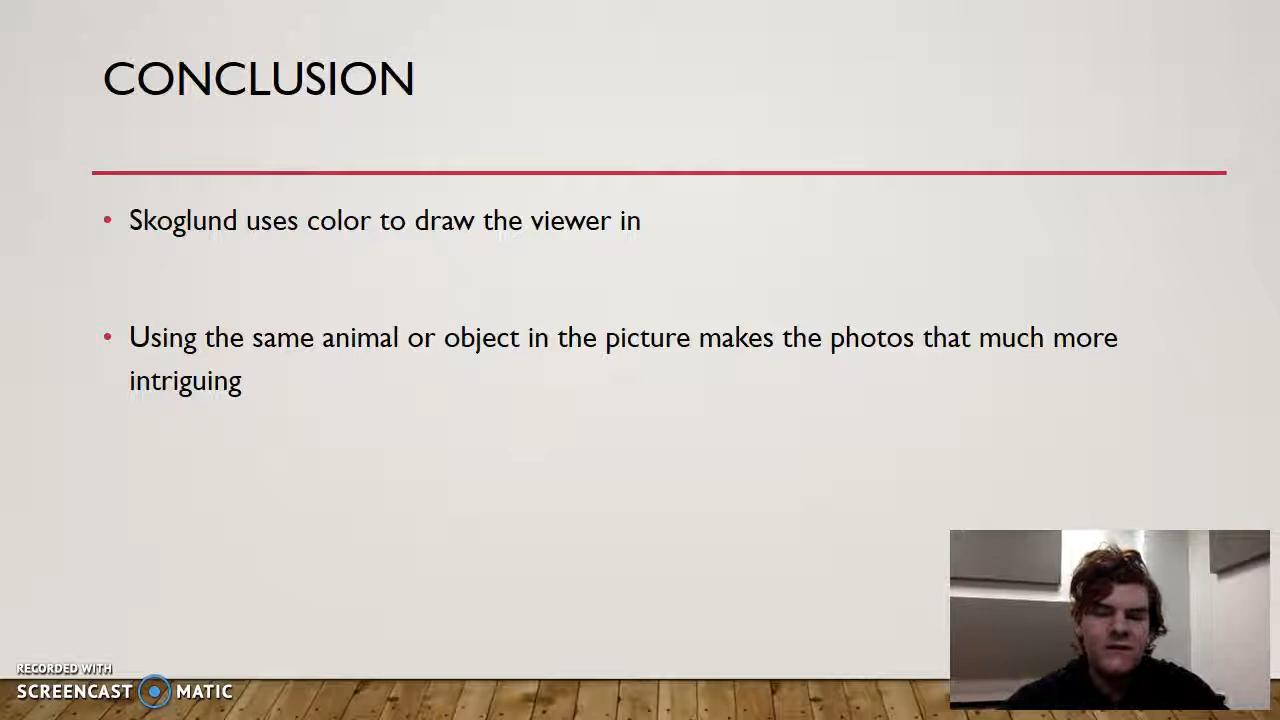 CONCLUSION
• Skoglund uses color to draw the viewer in
• Using the same animal or object in the picture makes the photos that much more
intriguing
RECORDED WITH
SCREENCAST MATIC